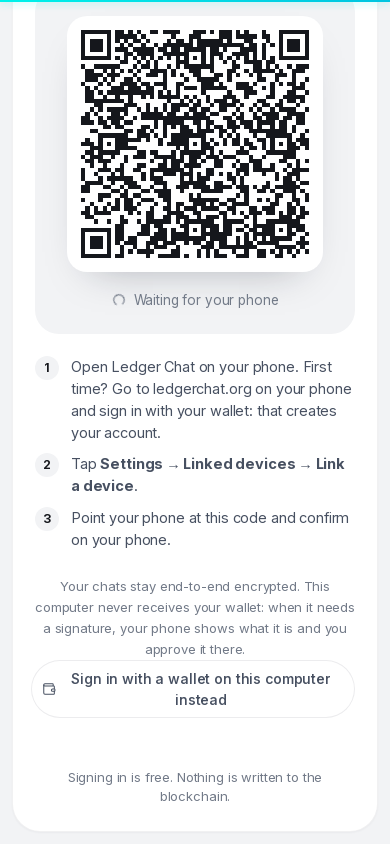 Waiting for your phone
1 Open Ledger Chat on your phone. First
time? Go to ledgerchat.org on your phone
and sign in with your wallet: that creates
your account.
2 Tap Settings → Linked devices → Link
a device.
3 Point your phone at this code and confirm
on your phone.
Your chats stay end-to-end encrypted. This
computer never receives your wallet: when it needs
a signature, your phone shows what it is and you
approve it there.
Sign in with a wallet on this computer
instead
Signing in is free. Nothing is written to the
blockchain.